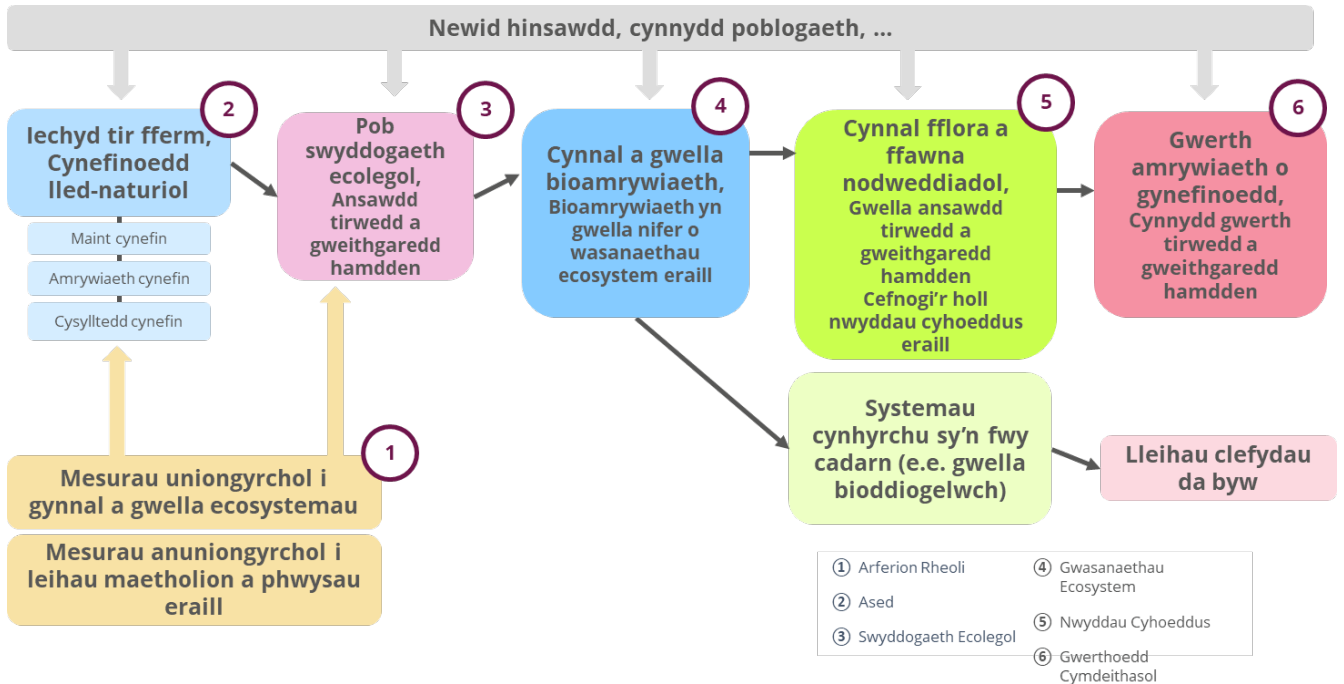 Newid hinsawdd, cynnydd poblogaeth, ...
2
Iechyd tir fferm,
Cynefinoedd
lled-naturiol
Maint cynefin
Amrywiaeth cynefin
Cysylltedd cynefin
3
Pob
swyddogaeth
ecolegol,
Ansawdd
tirwedd a
gweithgaredd
hamdden
4
Cynnal a gwella
bioamrywiaeth,
Bioamrywiaeth yn
gwella nifer o
wasanaethau
ecosystem eraill
5
Cynnal fflora a
ffawna
nodweddiadol,
Gwella ansawdd
tirwedd a
gweithgaredd
hamdden
Cefnogi’r holl
nwyddau cyhoeddus
eraill
6
Gwerth
amrywiaeth o
gynefinoedd,
Cynnydd gwerth
tirwedd a
gweithgaredd
hamdden
1
Mesurau uniongyrchol i
gynnal a gwella ecosystemau
Mesurau anuniongyrchol i
leihau maetholion a phwysau
eraill
Systemau
cynhyrchu sy’n fwy
cadarn (e.e. gwella
bioddiogelwch)
Lleihau clefydau
da byw
1 Arferion Rheoli
2 Ased
3 Swyddogaeth Ecolegol
4 Gwasanaethau
Ecosystem
5 Nwyddau Cyhoeddus
6 Gwerthoedd
Cymdeithasol